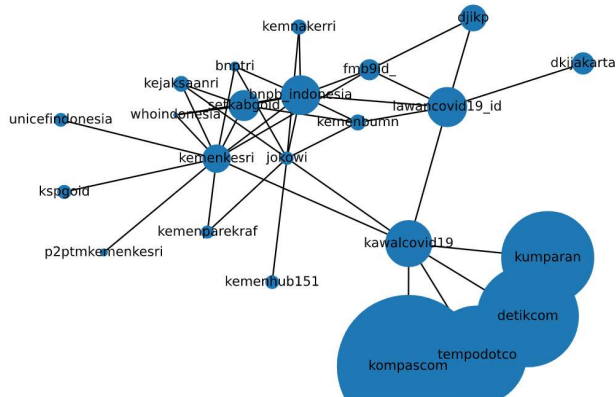 djikp
kemnakerri
dkijakarta
bnptri
fmb9id_
kejaksaanri
bnpb_indonesia
setkabgoid
lawancovid19_id
whoindonesia
unicefindonesia
kemenbumn
kemenkesri
jokowi
kspgoid
kemenparekraf
kawalcovid19
p2ptmkemenkesri
kumparan
kemenhub151
detikcom
tempodotco
kompascom